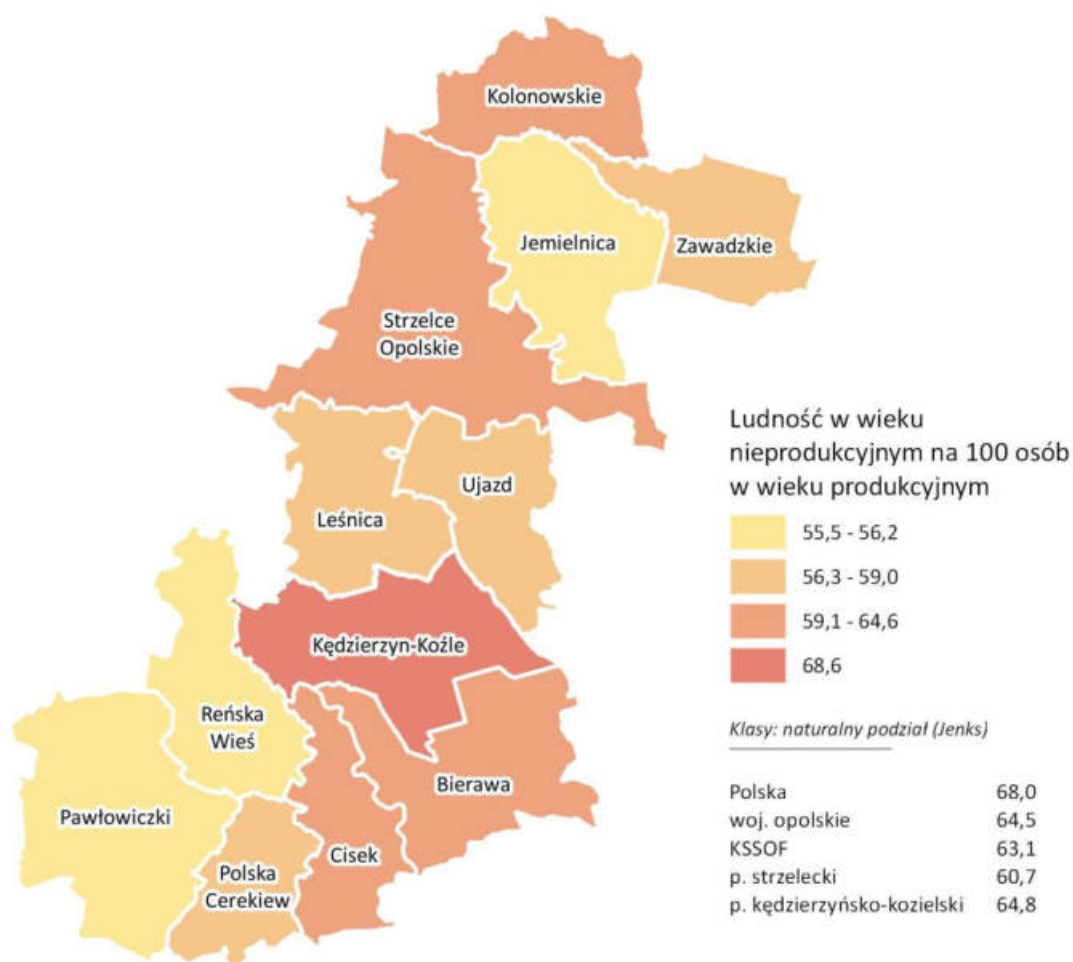 Kolonowskie
Jemielnica
Zawadzkie
Strzelce
Opolskie
Ludność w wieku
nieprodukcyjnym na 100 osób
w wieku produkcyjnym
Ujazd
Leśnica
55,5 - 56,2
56,3 - 59,0
59,1 - 64,6
68,6
Kędzierzyn-Koźle
Reńska
Wieś
Klasy: naturalny podział (Jenks)
Bierawa
Pawłowiczki
Cisek
Polska
Cerekiew
Polska 68,0
woj. opolskie 64,5
KSSOF 63,1
p. strzelecki 60,7
p. kędzierzyńsko-kozielski 64,8